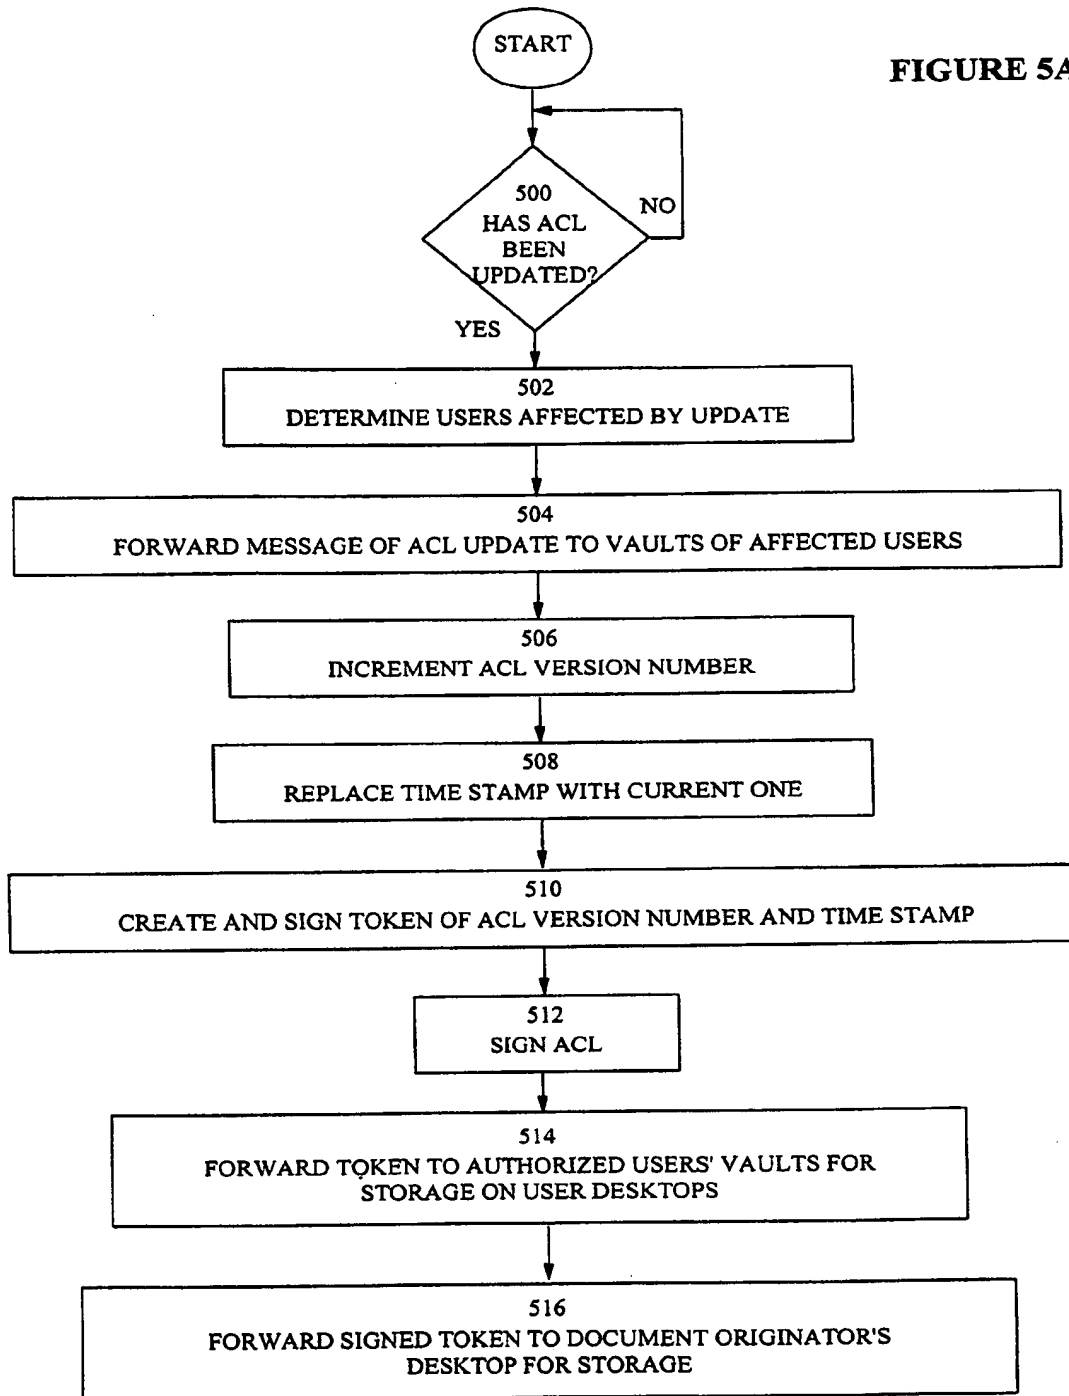 START
FIGURE 5A
500
HAS ACL
BEEN
UPDATED?
NO
YES
502
DETERMINE USERS AFFECTED BY UPDATE
504
FORWARD MESSAGE OF ACL UPDATE TO VAULTS OF AFFECTED USERS
506
INCREMENT ACL VERSION NUMBER
508
REPLACE TIME STAMP WITH CURRENT ONE
510
CREATE AND SIGN TOKEN OF ACL VERSION NUMBER AND TIME STAMP
512
SIGN ACL
514
FORWARD TOKEN TO AUTHORIZED USERS' VAULTS FOR
STORAGE ON USER DESKTOPS
516
FORWARD SIGNED TOKEN TO DOCUMENT ORIGINATOR'S
DESKTOP FOR STORAGE